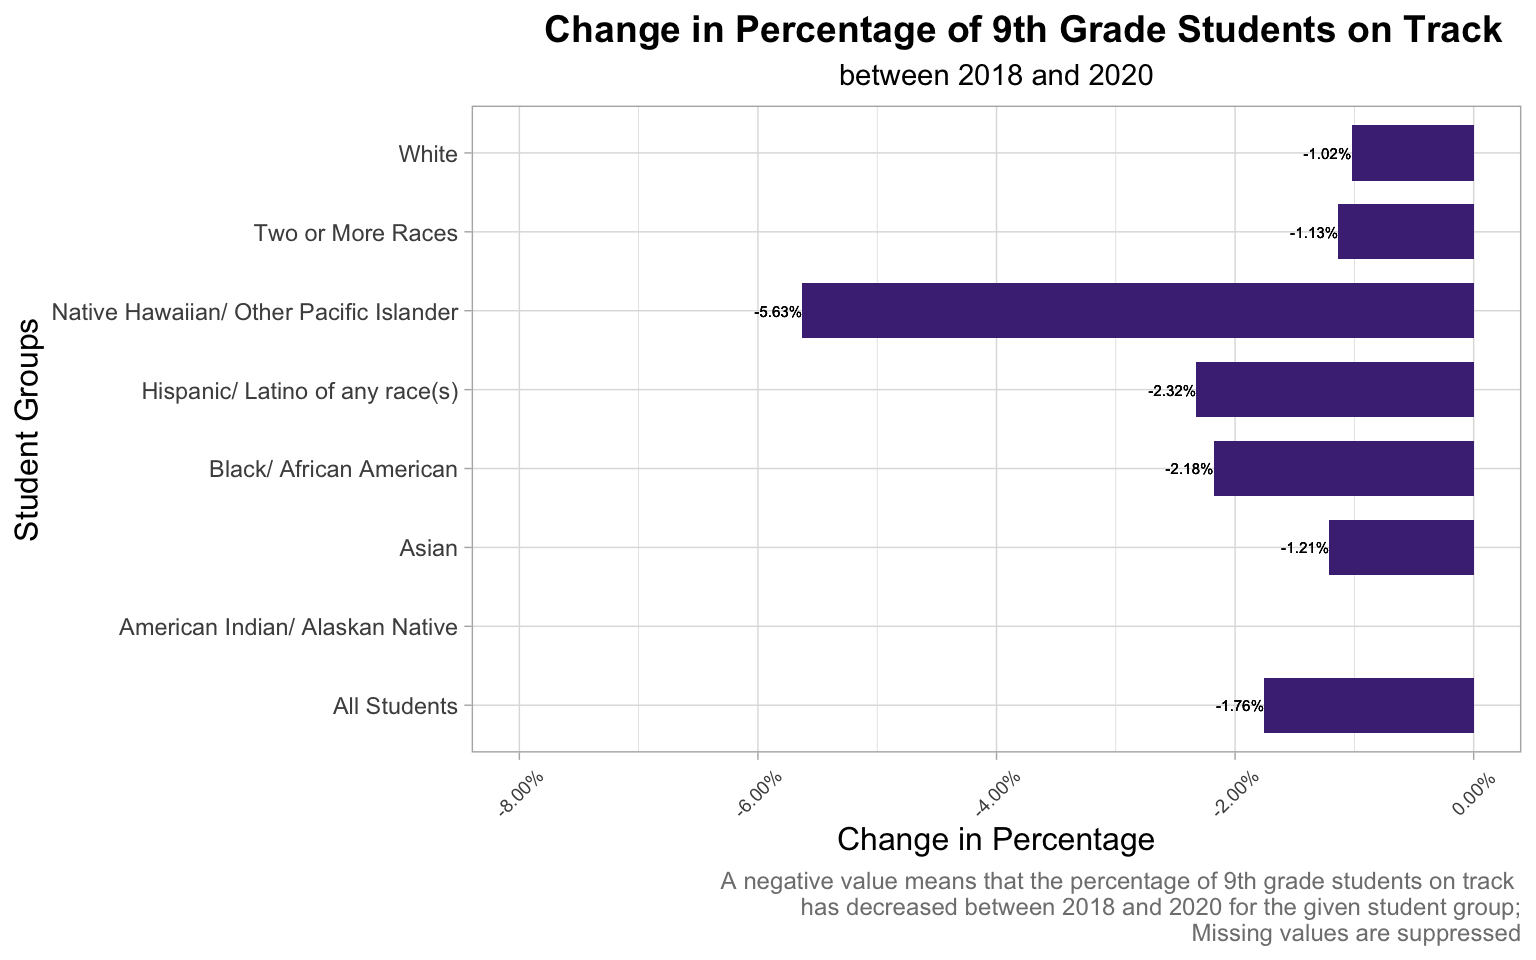 Change in Percentage of 9th Grade Students on Track
between 2018 and 2020
Student Groups
White
-1.02%
Two or More Races
-1.13%
Native Hawaiian/ Other Pacific Islander
-5.63%
Hispanic/ Latino of any race(s)
-2.32%
Black/ African American
-2.18%
Asian
-1.21%
American Indian/ Alaskan Native
All Students
-1.76%
-8.00%
-6.00%
-4.00%
-2.00%
0.00%
Change in Percentage
A negative value means that the percentage of 9th grade students on track
has decreased between 2018 and 2020 for the given student group;
Missing values are suppressed